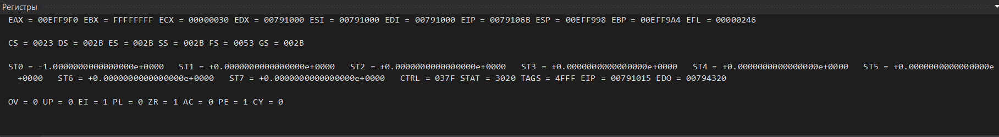 Регистры
EAX = 00EFF9F0 EBX = FFFFFFFF ECX = 00000030 EDX = 00791000 ESI = 00791000 EDI = 00791000 EIP = 0079106B ESP = 00EFF998 EBP = 00EFF9A4 EFL = 00000246
CS = 0023 DS = 002B ES = 002B SS = 002B FS = 0053 GS = 002B
ST0 = -1.0000000000000000e+0000 ST1 = +0.0000000000000000e+0000 ST2 = +0.0000000000000000e+0000 ST3 = +0.0000000000000000e+0000 ST4 = +0.0000000000000000e+0000 ST5 = +0.0000000000000000e
+0000 ST6 = +0.0000000000000000e+0000 ST7 = +0.0000000000000000e+0000 CTRL = 037F STAT = 3020 TAGS = 4FFF EIP = 00791015 EDO = 00794320
OV = 0 UP = 0 EI = 1 PL = 0 ZR = 1 AC = 0 PE = 1 CY = 0